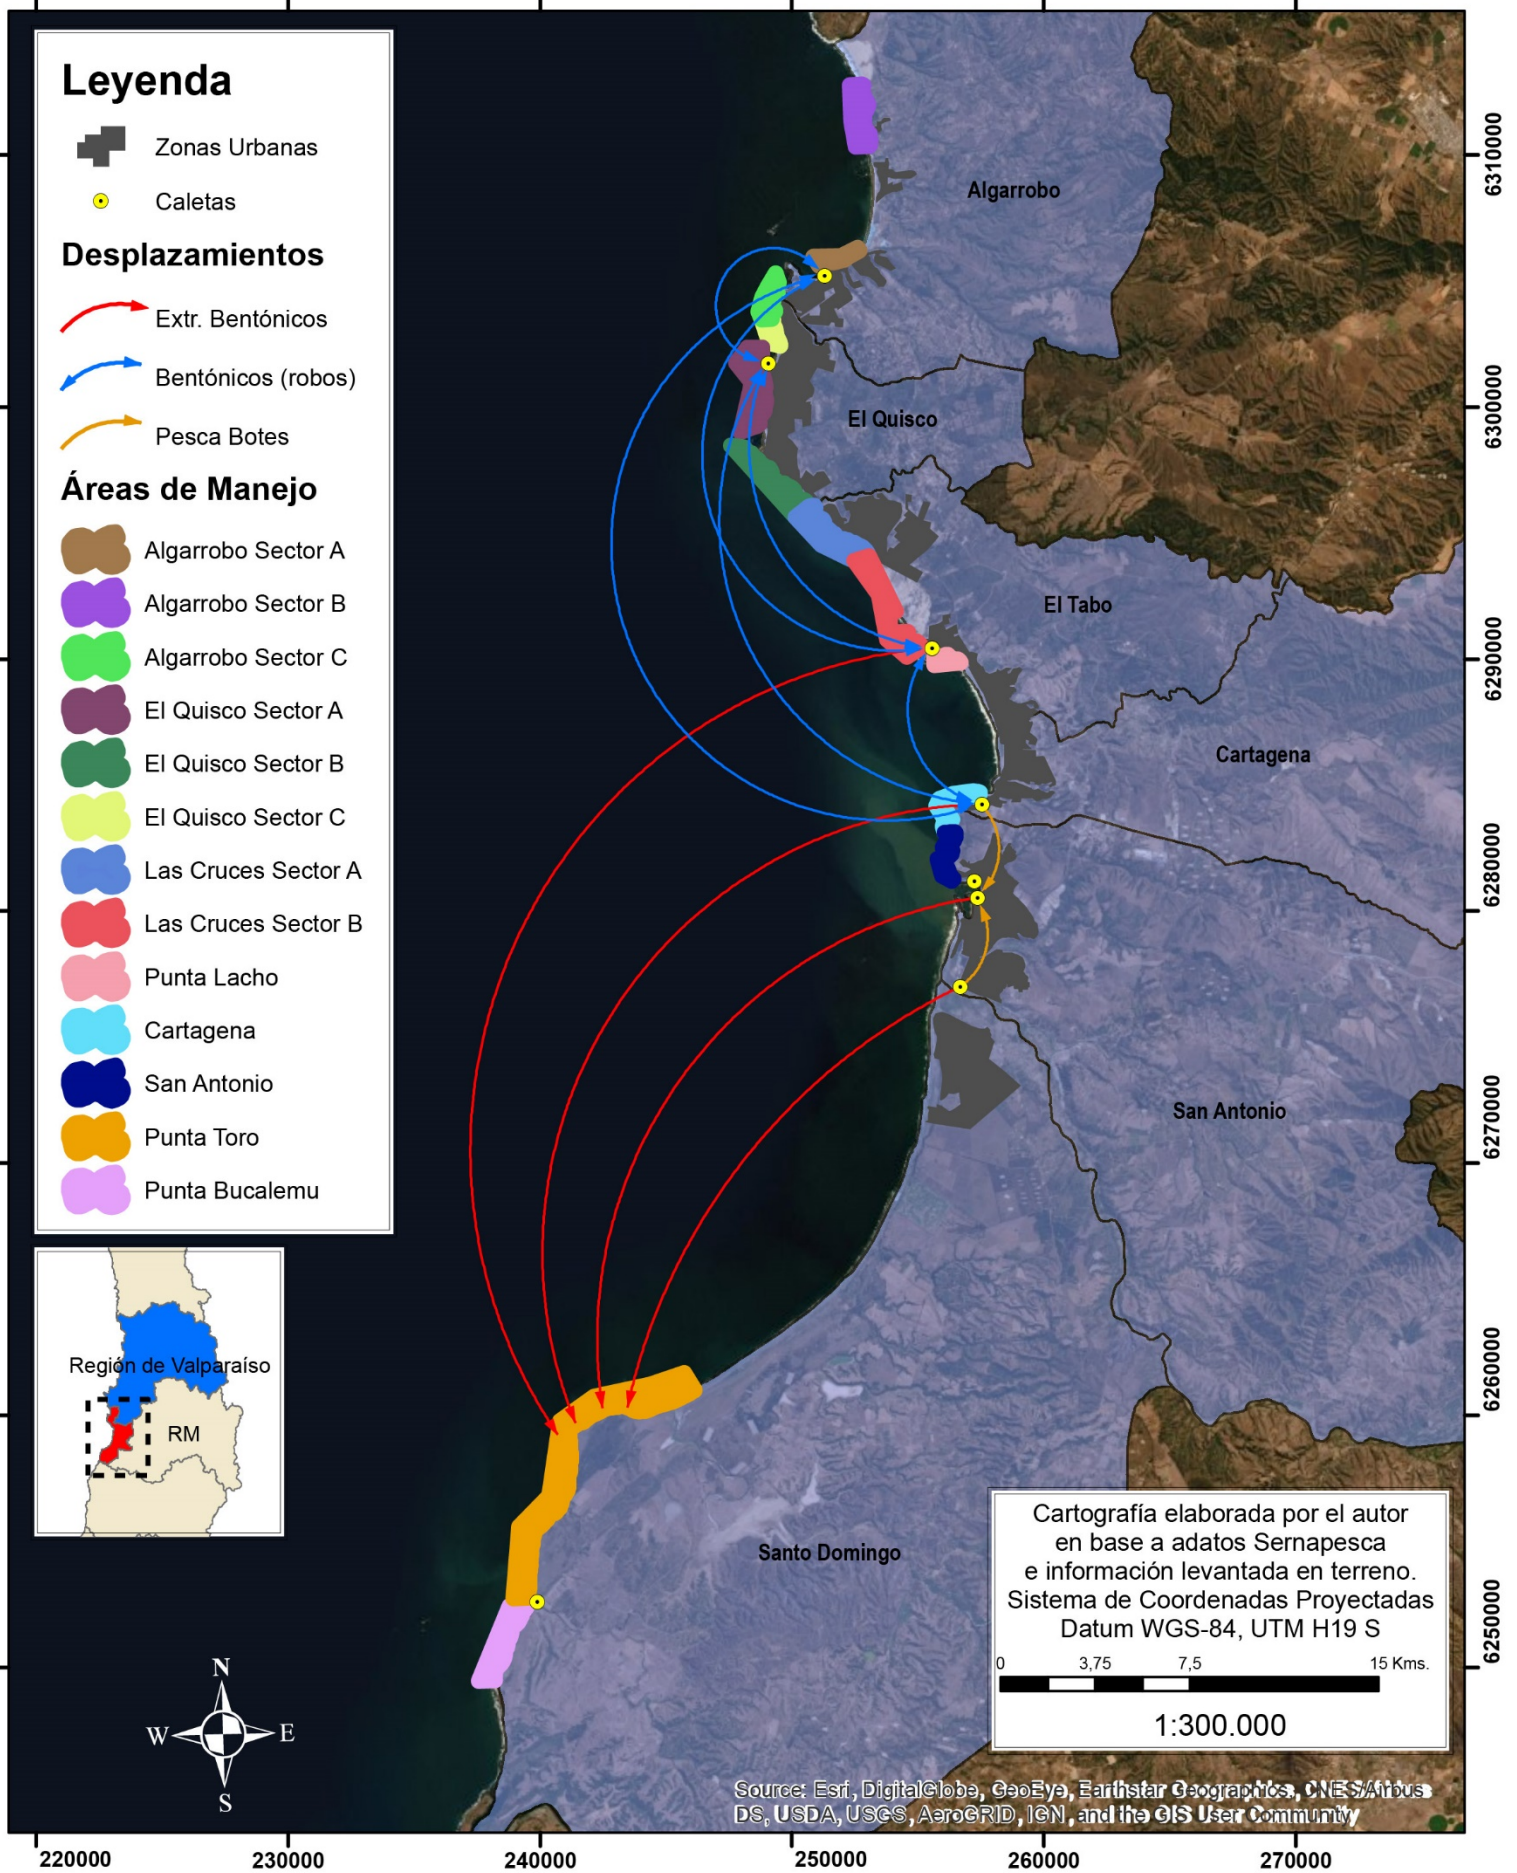 Leyenda
Zonas Urbanas
Caletas
Desplazamientos
Extr. Bentónicos
Bentónicos (robos)
Pesca Botes
Áreas de Manejo
Algarrobo Sector A
Algarrobo Sector B
Algarrobo Sector C
El Quisco Sector A
El Quisco Sector B
El Quisco Sector C
Las Cruces Sector A
Las Cruces Sector B
Punta Lacho
Cartagena
San Antonio
Punta Toro
Punta Bucalemu
Región de Valparaíso
RM
N
W
E
S
Algarrobo
El Quisco
El Tabo
Cartagena
San Antonio
Santo Domingo
6310000
6300000
6290000
6280000
6270000
6260000
6250000
Cartografía elaborada por el autor
en base a adatos Sernapesca
e información levantada en terreno.
Sistema de Coordenadas Proyectadas
Datum WGS-84, UTM H19 S
0 3,75 7,5 15 Kms.
1:300.000
Source: Esri, DigitalGlobe, GeoEye, Earthstar Geographics, CNES/Airbus
DS, USDA, USGS, AeroGRID, IGN, and the GIS User Community
220000 230000 240000 250000 260000 270000